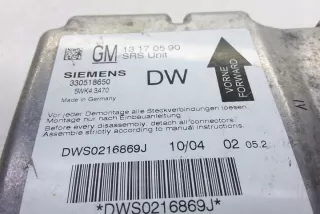 GM 13 17 05 90
SRS Unit
SIEMENS DW
330518650
5WK43470
Made in Germany
VORNE
FORWARD
Vor jeder Demontage alle Steckverbindungen loesen.
Montage nur nach Einbauanleitung.
Before every disassembly, detach all connectors.
Assemble strictly according to manual instructions.
DWS0216869J 10/04 02 05.2
*DWS0216869J*